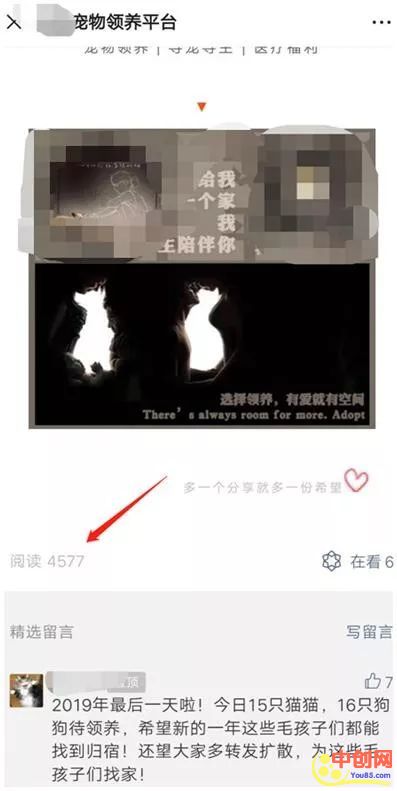 宠物领养平台
宠物领养｜寻宠寻主｜医疗福利
给我
一个家
我
陪伴你
选择领养，有爱就有空间
There's always room for more. Adopt
多一个分享就多一份希望
阅读 4577
在看 6
精选留言
写留言
置顶
7
2019年最后一天啦！今日15只猫猫，16只狗
狗待领养，希望新的一年这些毛孩子们都能
找到归宿！还望大家多转发扩散，为这些毛
孩子们找家！
中创网
You85.com